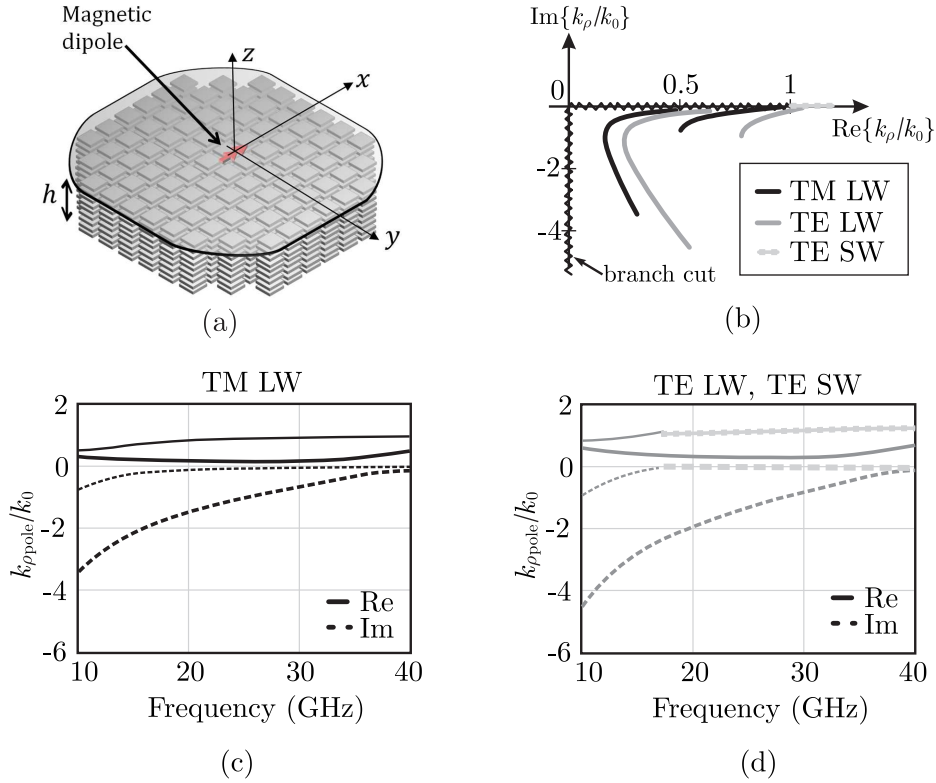 Magnetic
dipole
z
x
y
h
(a)
Im{kρ/k0}
0
0.5
1
Re{kρ/k0}
-2
-4
branch cut
TM LW
TE LW
TE SW
(b)
TM LW
kρpole/k0
2
0
-2
-4
-6
Re
Im
10
20
30
40
Frequency (GHz)
(c)
TE LW, TE SW
kρpole/k0
2
0
-2
-4
-6
Re
Im
10
20
30
40
Frequency (GHz)
(d)